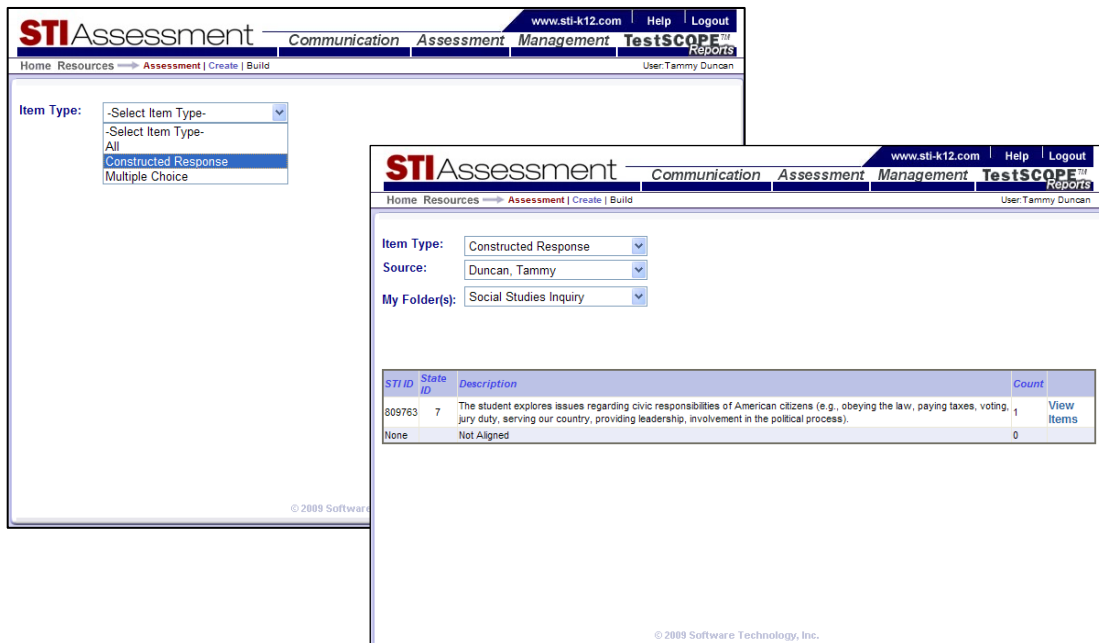 www.sti-k12.com Help Logout
STIAssessment
Communication Assessment Management TestSCOPE™
Reports
Home Resources Assessment | Create | Build User:Tammy Duncan
Item Type: -Select Item Type-
-Select Item Type-
All
Constructed Response
Multiple Choice
© 2009 Software
www.sti-k12.com Help Logout
STIAssessment
Communication Assessment Management TestSCOPE™
Reports
Home Resources Assessment | Create | Build User:Tammy Duncan
Item Type: Constructed Response
Source: Duncan, Tammy
My Folder(s): Social Studies Inquiry
STI ID State ID Description Count
809763 7 The student explores issues regarding civic responsibilities of American citizens (e.g., obeying the law, paying taxes, voting, 1 View
jury duty, serving our country, providing leadership, involvement in the political process). Items
None Not Aligned 0
© 2009 Software Technology, Inc.